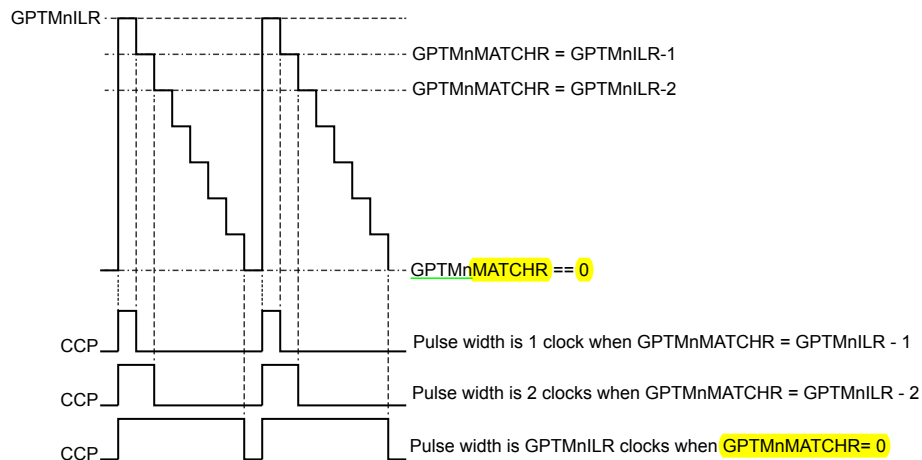 GPTMnILR
GPTMnMATCHR = GPTMnILR-1
GPTMnMATCHR = GPTMnILR-2
GPTMnMATCHR == 0
CCP
Pulse width is 1 clock when GPTMnMATCHR = GPTMnILR - 1
CCP
Pulse width is 2 clocks when GPTMnMATCHR = GPTMnILR - 2
CCP
Pulse width is GPTMnILR clocks when GPTMnMATCHR= 0